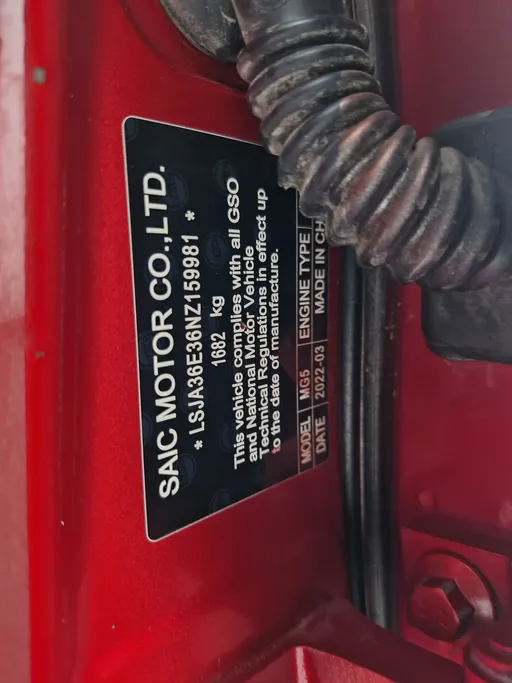 SAIC MOTOR CO.,LTD.
* LSJA36E36NZ159981 *
1682 kg
This vehicle complies with all GSO
and National Motor Vehicle
Technical Regulations in effect up
to the date of manufacture.
MODEL MG5 ENGINE TYPE
DATE 2022-03 MADE IN